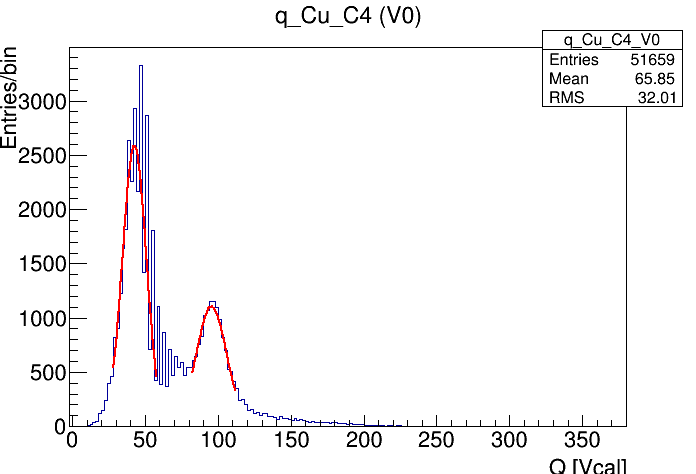 q_Cu_C4 (V0)
q_Cu_C4_V0
Entries 51659
Mean 65.85
RMS 32.01
Entries/bin
3000
2500
2000
1500
1000
500
0
0 50 100 150 200 250 300 350
Q [Vcal]